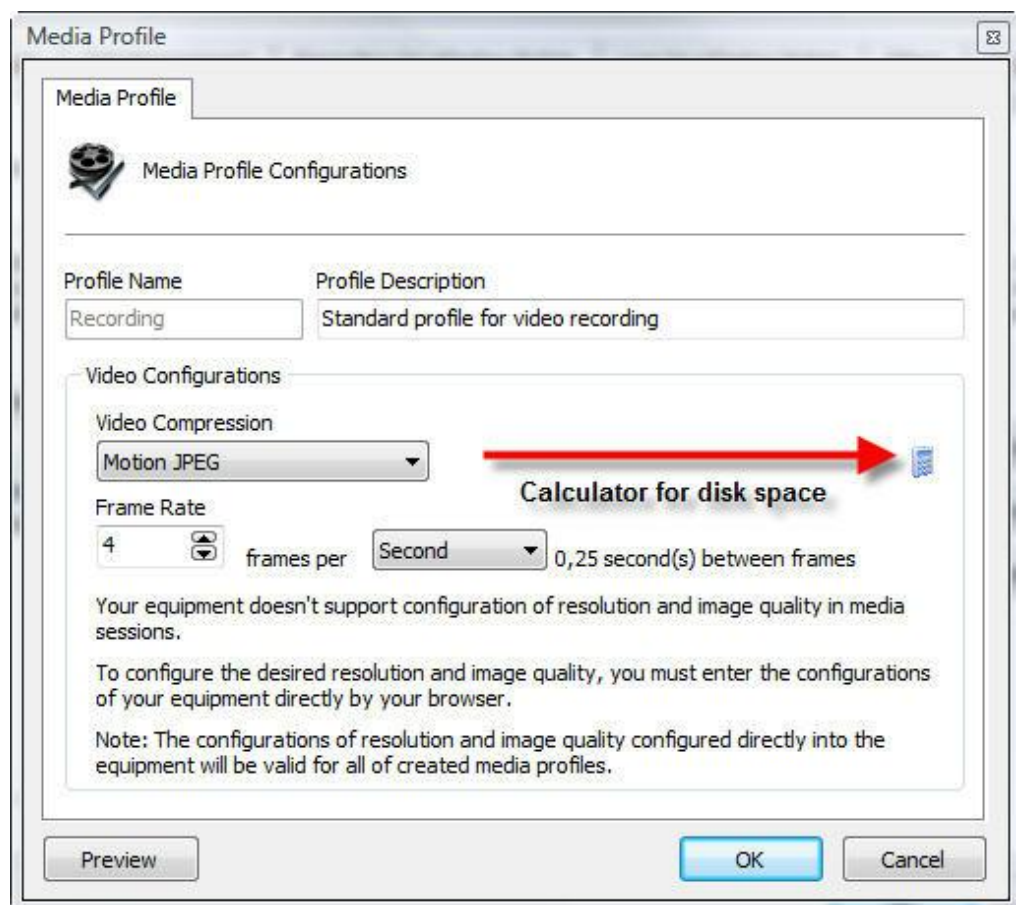 Media Profile
Media Profile
Media Profile Configurations
Profile Name Profile Description
Recording Standard profile for video recording
Video Configurations
Video Compression
Motion JPEG
Calculator for disk space
Frame Rate
4 frames per Second 0,25 second(s) between frames
Your equipment doesn't support configuration of resolution and image quality in media
sessions.
To configure the desired resolution and image quality, you must enter the configurations
of your equipment directly by your browser.
Note: The configurations of resolution and image quality configured directly into the
equipment will be valid for all of created media profiles.
Preview OK Cancel